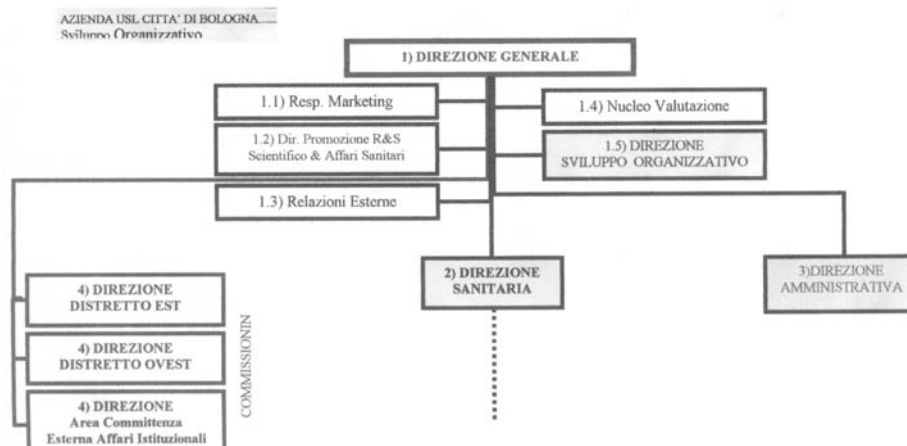 AZIENDA USL CITTA' DI BOLOGNA
Sviluppo Organizzativo
1) DIREZIONE GENERALE
1.1) Resp. Marketing
1.4) Nucleo Valutazione
1.2) Dir. Promozione R&S
Scientifico & Affari Sanitari
1.5) DIREZIONE
SVILUPPO ORGANIZZATIVO
1.3) Relazioni Esterne
2) DIREZIONE
SANITARIA
3)DIREZIONE
AMMINISTRATIVA
4) DIREZIONE
DISTRETTO EST
4) DIREZIONE
DISTRETTO OVEST
4) DIREZIONE
Area Committenza
Esterna Affari Istituzionali
COMMISSIONIN